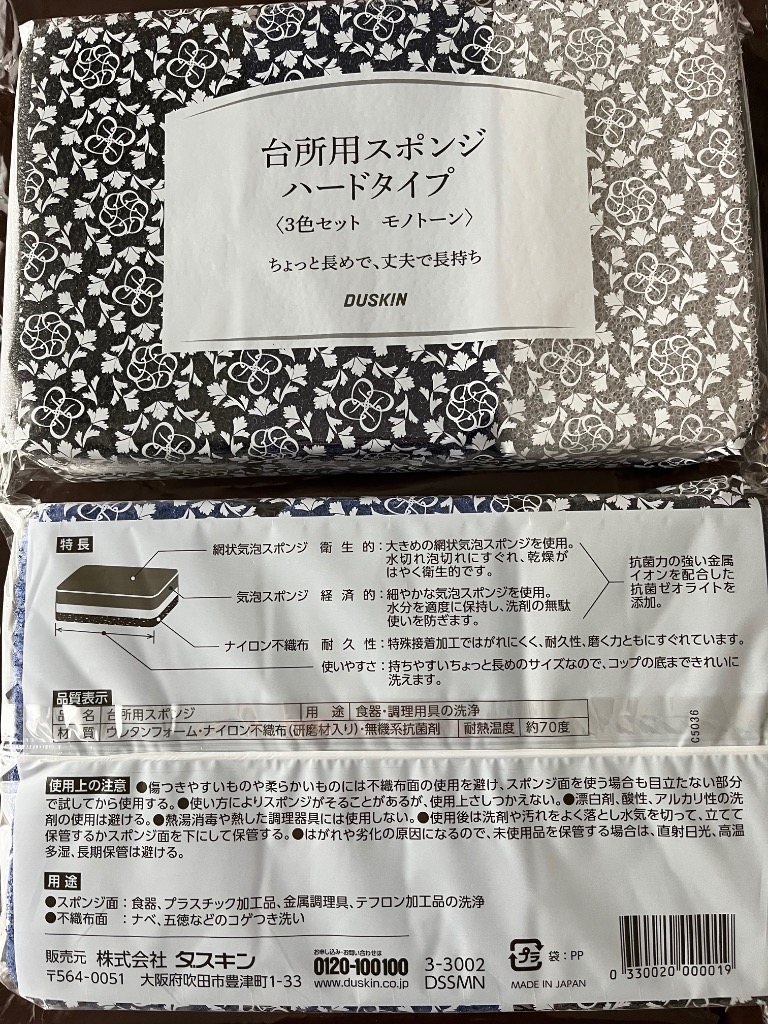 台所用スポンジ
ハードタイプ
〈3色セット モノトーン〉
ちょっと長めで、丈夫で長持ち
DUSKIN
特長
網状気泡スポンジ 衛生的：大きめの網状気泡スポンジを使用。
水切れ泡切れにすぐれ、乾燥が
はやく衛生的です。
気泡スポンジ 経済的：細やかな気泡スポンジを使用。
水分を適度に保持し、洗剤の無駄
使いを防ぎます。
抗菌力の強い金属
イオンを配合した
抗菌ゼオライトを
添加。
ナイロン不織布 耐久性：特殊接着加工ではがれにくく、耐久性、磨く力ともにすぐれています。
使いやすさ：持ちやすいちょっと長めのサイズなので、コップの底まできれいに
洗えます。
品質表示
品名 台所用スポンジ 用途 食器・調理用具の洗浄
材質 ウレタンフォーム・ナイロン不織布（研磨材入り）・無機系抗菌剤 耐熱温度 約70度
C5036
使用上の注意 ●傷つきやすいものや柔らかいものには不織布面の使用を避け、スポンジ面を使う場合も目立たない部分
で試してから使用する。●使い方によりスポンジがそることがあるが、使用上さしつかえない。●漂白剤、酸性、アルカリ性の洗
剤の使用は避ける。●熱湯消毒や熱した調理器具には使用しない。●使用後は洗剤や汚れをよく落とし水気を切って、立てて
保管するかスポンジ面を下にして保管する。●はがれや劣化の原因になるので、未使用品を保管する場合は、直射日光、高温
多湿、長期保管は避ける。
用途
●スポンジ面：食器、プラスチック加工品、金属調理具、テフロン加工品の洗浄
●不織布面：ナベ、五徳などのコゲつき洗い
販売元 株式会社 ダスキン
〒564-0051 大阪府吹田市豊津町1-33
お申し込み・お問い合わせは
0120-100100
www.duskin.co.jp
3-3002
DSSMN
プラ 袋：PP
MADE IN JAPAN
0 330020 000019